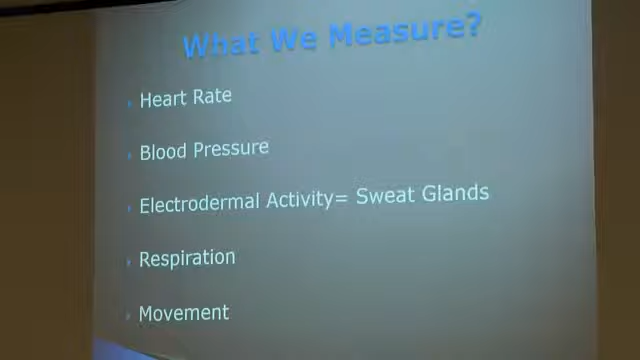 What We Measure?
Heart Rate
Blood Pressure
Electrodermal Activity= Sweat Glands
Respiration
Movement